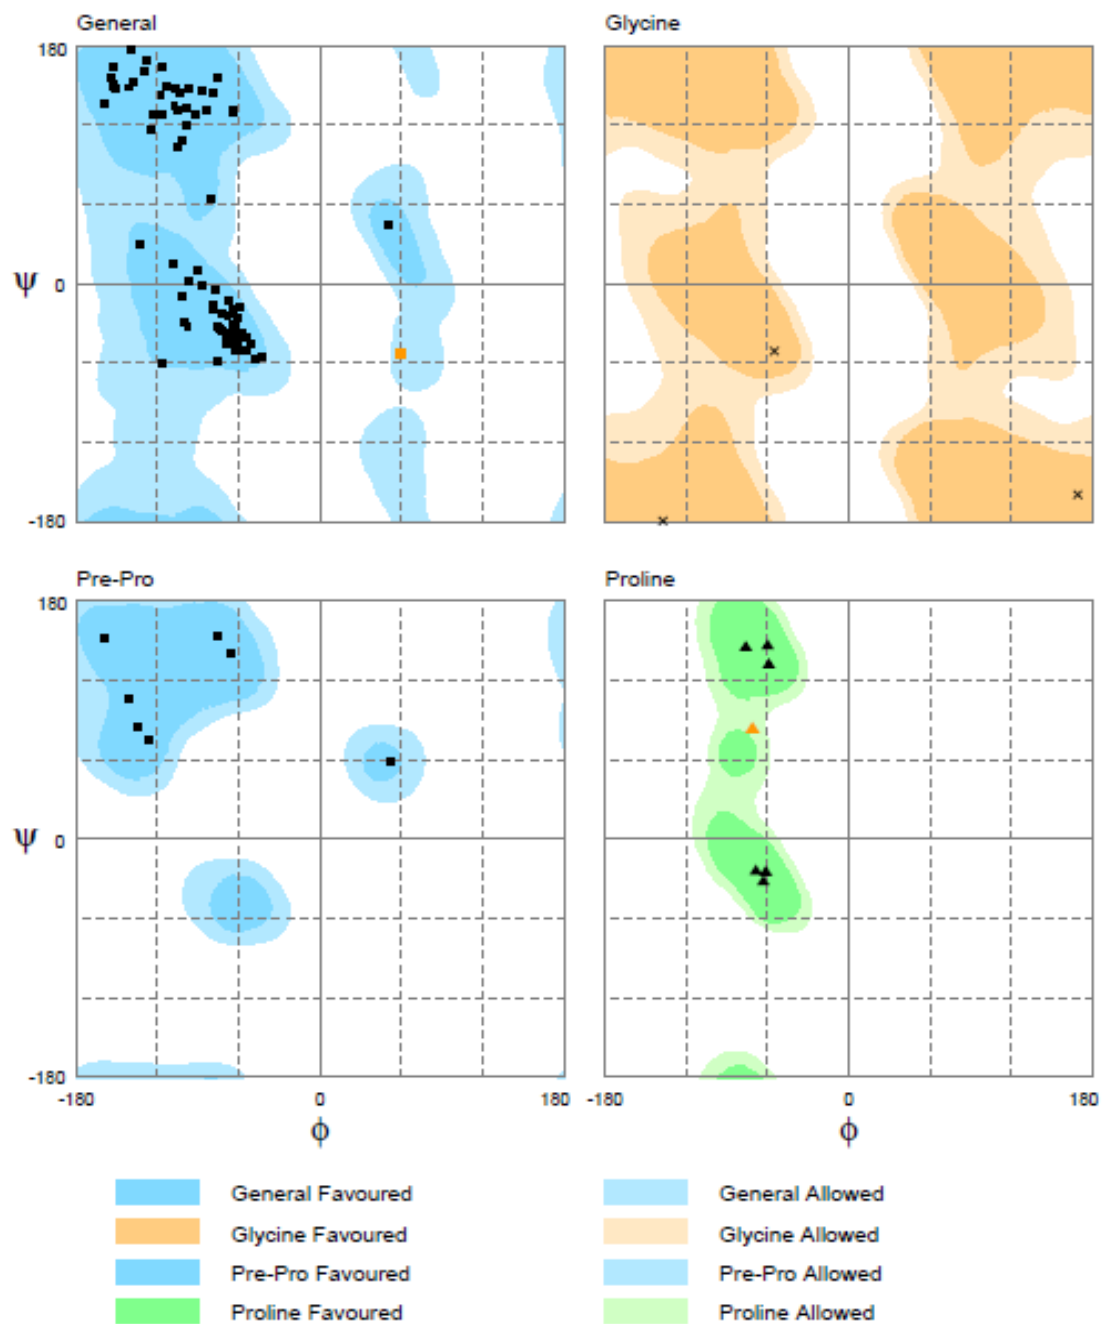 General Glycine
180
Ψ 0
-180
Pre-Pro Proline
180
Ψ 0
-180
-180 0 180 -180 0 180
ϕ ϕ
General Favoured General Allowed
Glycine Favoured Glycine Allowed
Pre-Pro Favoured Pre-Pro Allowed
Proline Favoured Proline Allowed